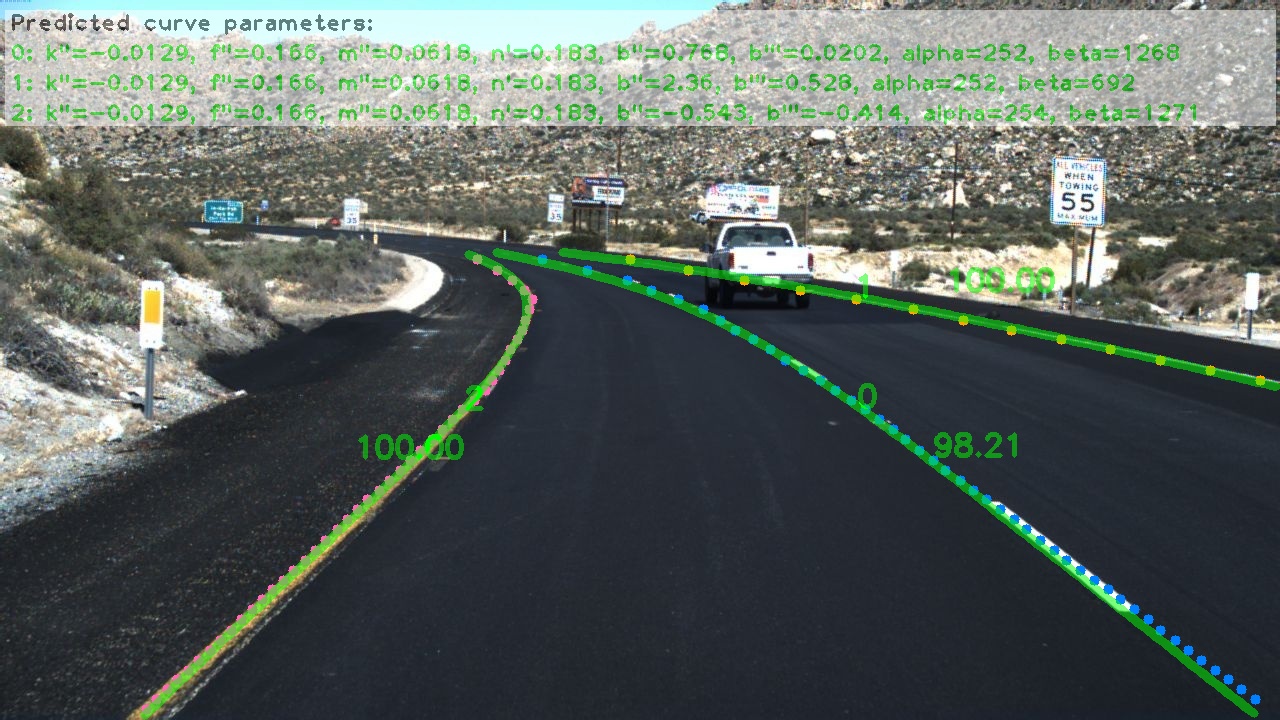 Predicted curve parameters:
0: k"=-0.0129, f"=0.166, m"=0.0618, n'=0.183, b"=0.768, b'''=0.0202, alpha=252, beta=1268
1: k"=-0.0129, f"=0.166, m"=0.0618, n'=0.183, b"=2.36, b'''=0.528, alpha=252, beta=692
2: k"=-0.0129, f"=0.166, m"=0.0618, n'=0.183, b"=-0.543, b'''=-0.414, alpha=254, beta=1271
ALL VEHICLES
WHEN
TOWING
55
MAXIMUM
35
35
1
100.00
2
0
100.00
98.21